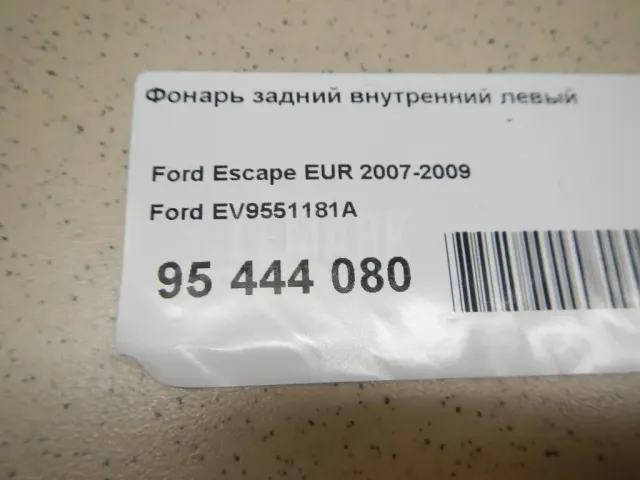 Фонарь задний внутренний левый
Ford Escape EUR 2007-2009
Ford EV9551181A
95 444 080